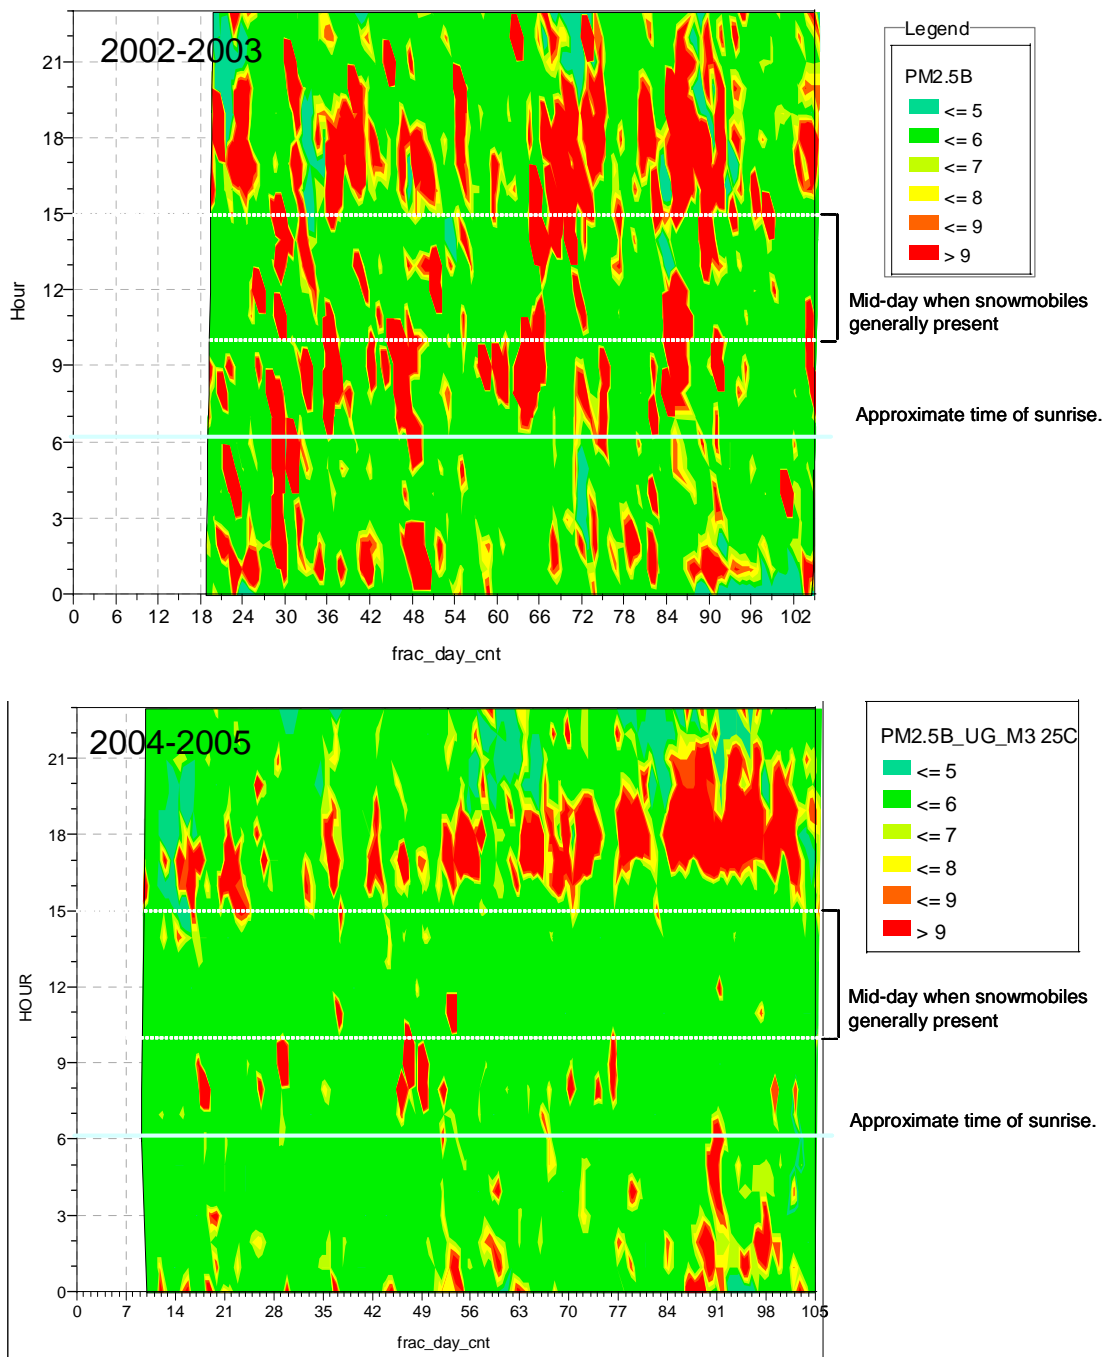 2002-2003
21
18
15
12
9
6
3
0
Hour
0 6 12 18 24 30 36 42 48 54 60 66 72 78 84 90 96 102
frac_day_cnt
Legend
PM2.5B
<= 5
<= 6
<= 7
<= 8
<= 9
> 9
Mid-day when snowmobiles
generally present
Approximate time of sunrise.
2004-2005
21
18
15
12
9
6
3
0
HOUR
0 7 14 21 28 35 42 49 56 63 70 77 84 91 98 105
frac_day_cnt
PM2.5B_UG_M3 25C
<= 5
<= 6
<= 7
<= 8
<= 9
> 9
Mid-day when snowmobiles
generally present
Approximate time of sunrise.